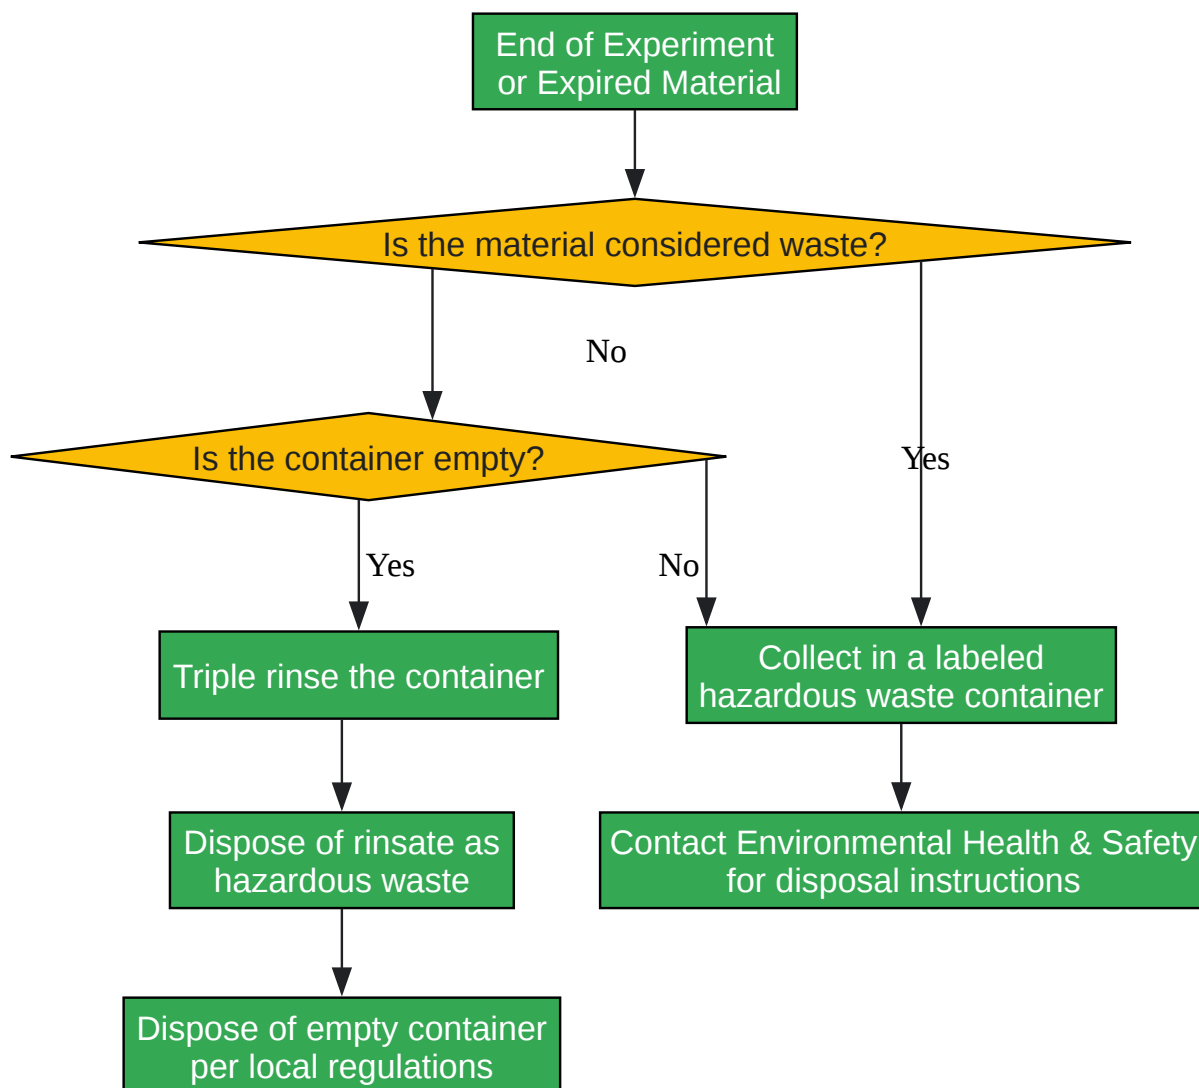 End of Experiment
or Expired Material
Is the material considered waste?
No
Is the container empty?
Yes
Yes
No
Triple rinse the container
Collect in a labeled
hazardous waste container
Dispose of rinsate as
hazardous waste
Contact Environmental Health & Safety
for disposal instructions
Dispose of empty container
per local regulations